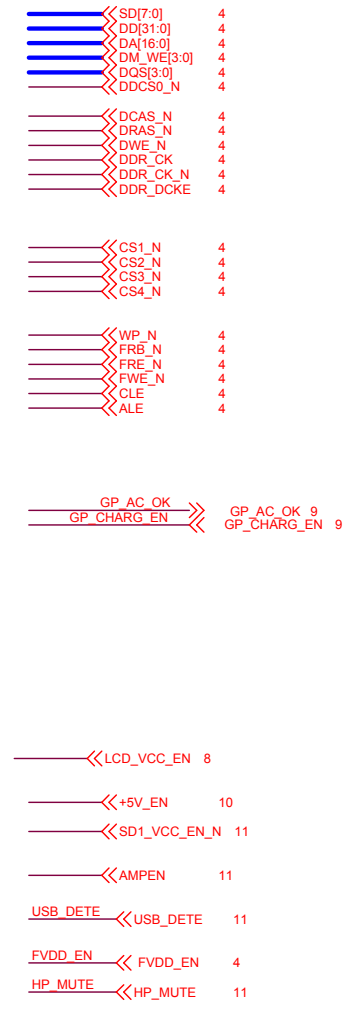 SD[7:0] 4
DD[31:0] 4
DA[16:0] 4
DM_WE[3:0] 4
DQS[3:0] 4
DDCS0_N 4
DCAS_N 4
DRAS_N 4
DWE_N 4
DDR_CK 4
DDR_CK_N 4
DDR_DCKE 4
CS1_N 4
CS2_N 4
CS3_N 4
CS4_N 4
WP_N 4
FRB_N 4
FRE_N 4
FWE_N 4
CLE 4
ALE 4
GP_AC_OK GP_AC_OK 9
GP_CHARG_EN GP_CHARG_EN 9
LCD_VCC_EN 8
+5V_EN 10
SD1_VCC_EN_N 11
AMPEN 11
USB_DETE USB_DETE 11
FVDD_EN FVDD_EN 4
HP_MUTE HP_MUTE 11